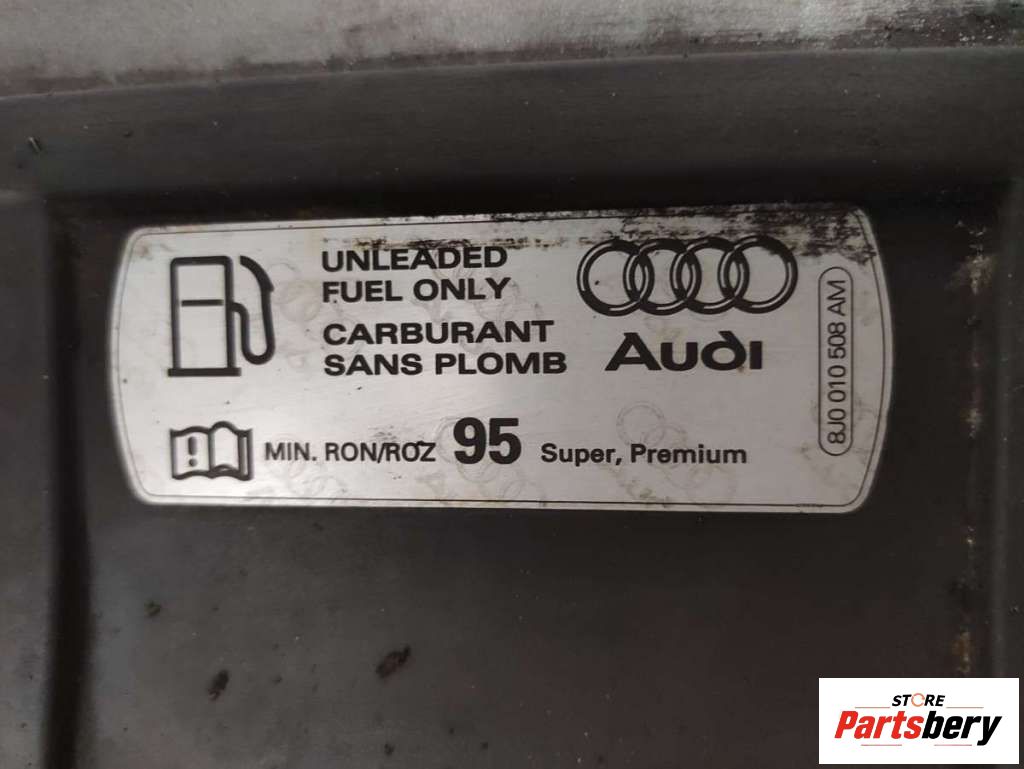 UNLEADED
FUEL ONLY
CARBURANT
SANS PLOMB
Audi
8J0 010 508 AM
MIN. RON/ROZ 95 Super, Premium
STORE
Partsbery